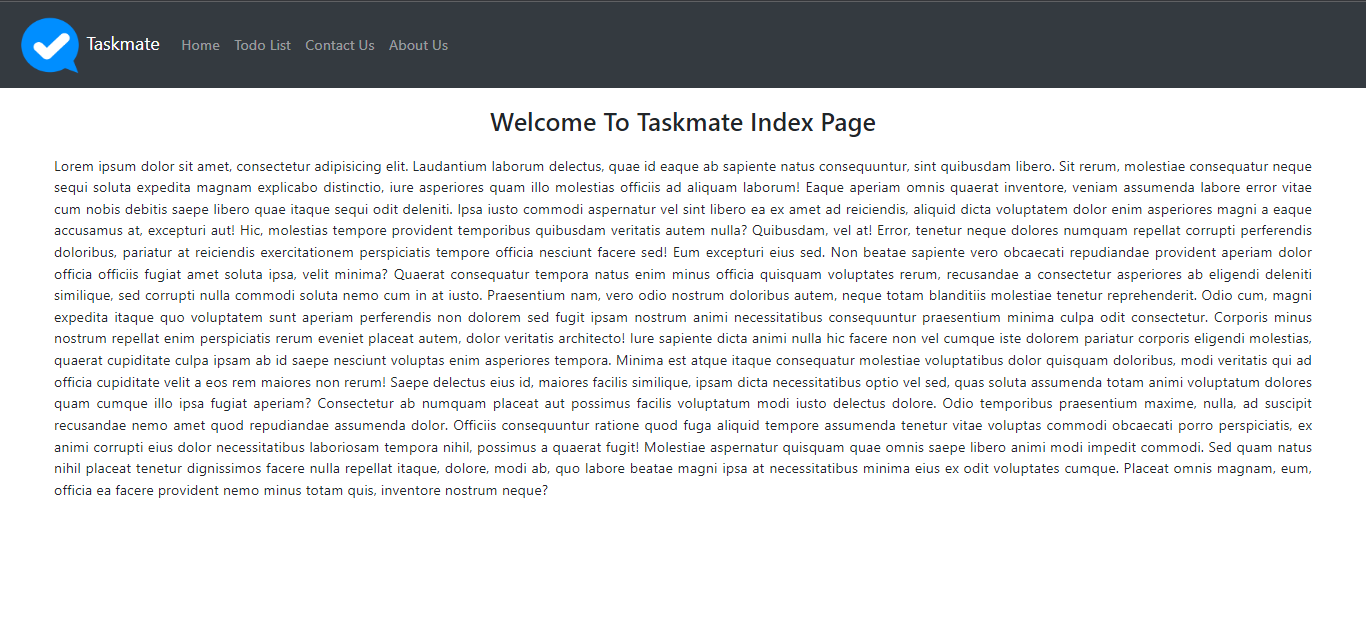 Taskmate Home Todo List Contact Us About Us
Welcome To Taskmate Index Page
Lorem ipsum dolor sit amet, consectetur adipisicing elit. Laudantium laborum delectus, quae id eaque ab sapiente natus consequuntur, sint quibusdam libero. Sit rerum, molestiae consequatur neque
sequi soluta expedita magnam explicabo distinctio, iure asperiores quam illo molestias officiis ad aliquam laborum! Eaque aperiam omnis quaerat inventore, veniam assumenda labore error vitae
cum nobis debitis saepe libero quae itaque sequi odit deleniti. Ipsa iusto commodi aspernatur vel sint libero ea ex amet ad reiciendis, aliquid dicta voluptatem dolor enim asperiores magni a eaque
accusamus at, excepturi aut! Hic, molestias tempore provident temporibus quibusdam veritatis autem nulla? Quibusdam, vel at! Error, tenetur neque dolores numquam repellat corrupti perferendis
doloribus, pariatur at reiciendis exercitationem perspiciatis tempore officia nesciunt facere sed! Eum excepturi eius sed. Non beatae sapiente vero obcaecati repudiandae provident aperiam dolor
officia officiis fugiat amet soluta ipsa, velit minima? Quaerat consequatur tempora natus enim minus officia quisquam voluptates rerum, recusandae a consectetur asperiores ab eligendi deleniti
similique, sed corrupti nulla commodi soluta nemo cum in at iusto. Praesentium nam, vero odio nostrum doloribus autem, neque totam blanditiis molestiae tenetur reprehenderit. Odio cum, magni
expedita itaque quo voluptatem sunt aperiam perferendis non dolorem sed fugit ipsam nostrum animi necessitatibus consequuntur praesentium minima culpa odit consectetur. Corporis minus
nostrum repellat enim perspiciatis rerum eveniet placeat autem, dolor veritatis architecto! Iure sapiente dicta animi nulla hic facere non vel cumque iste dolorem pariatur corporis eligendi molestias,
quaerat cupiditate culpa ipsam ab id saepe nesciunt voluptas enim asperiores tempora. Minima est atque itaque consequatur molestiae voluptatibus dolor quisquam doloribus, modi veritatis qui ad
officia cupiditate velit a eos rem maiores non rerum! Saepe delectus eius id, maiores facilis similique, ipsam dicta necessitatibus optio vel sed, quas soluta assumenda totam animi voluptatum dolores
quam cumque illo ipsa fugiat aperiam? Consectetur ab numquam placeat aut possimus facilis voluptatum modi iusto delectus dolore. Odio temporibus praesentium maxime, nulla, ad suscipit
recusandae nemo amet quod repudiandae assumenda dolor. Officiis consequuntur ratione quod fuga aliquid tempore assumenda tenetur vitae voluptas commodi obcaecati porro perspiciatis, ex
animi corrupti eius dolor necessitatibus laboriosam tempora nihil, possimus a quaerat fugit! Molestiae aspernatur quisquam quae omnis saepe libero animi modi impedit commodi. Sed quam natus
nihil placeat tenetur dignissimos facere nulla repellat itaque, dolore, modi ab, quo labore beatae magni ipsa at necessitatibus minima eius ex odit voluptates cumque. Placeat omnis magnam, eum,
officia ea facere provident nemo minus totam quis, inventore nostrum neque?